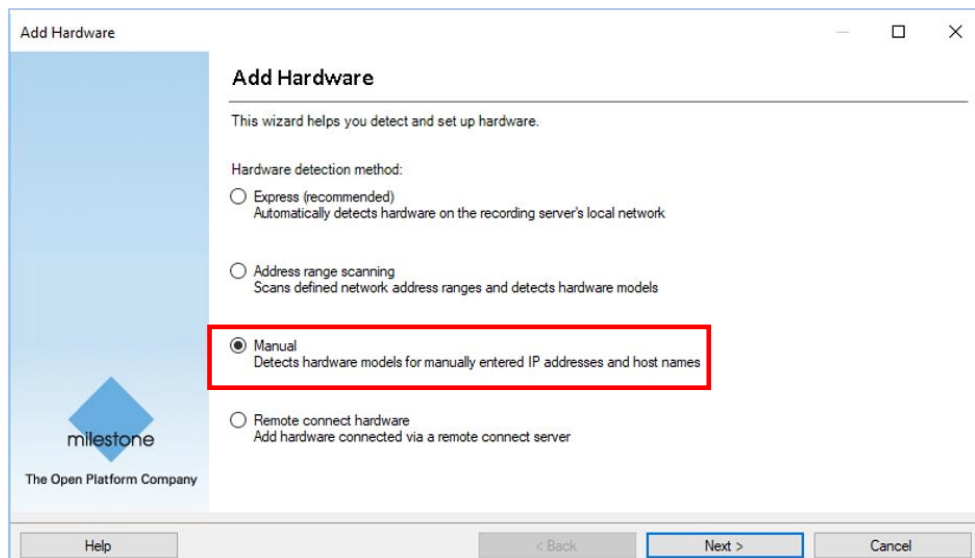 Add Hardware
Add Hardware
This wizard helps you detect and set up hardware.
Hardware detection method:
Express (recommended)
Automatically detects hardware on the recording server's local network
Address range scanning
Scans defined network address ranges and detects hardware models
Manual
Detects hardware models for manually entered IP addresses and host names
Remote connect hardware
Add hardware connected via a remote connect server
milestone
The Open Platform Company
Help
< Back
Next >
Cancel